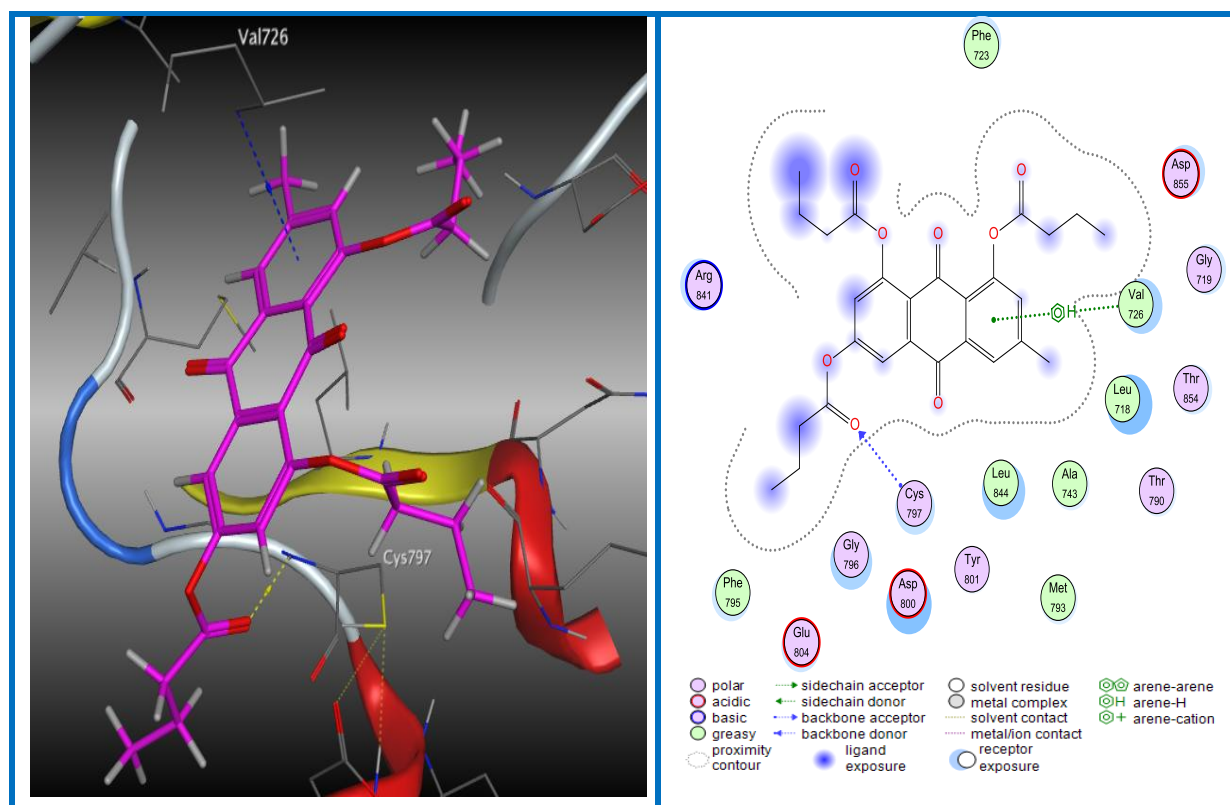 Val726
Cys797
Phe
723
Asp
855
Arg
841
Gly
719
Val
726
Thr
854
Leu
718
Leu
844
Ala
743
Thr
790
Cys
797
Gly
796
Tyr
801
Phe
795
Asp
800
Met
793
Glu
804
O
O
O
O
O
O
O
O
H
polar
acidic
basic
greasy
proximity
contour
sidechain acceptor
sidechain donor
backbone acceptor
backbone donor
ligand
exposure
solvent residue
metal complex
solvent contact
metal/ion contact
receptor
exposure
arene-arene
H arene-H
+ arene-cation